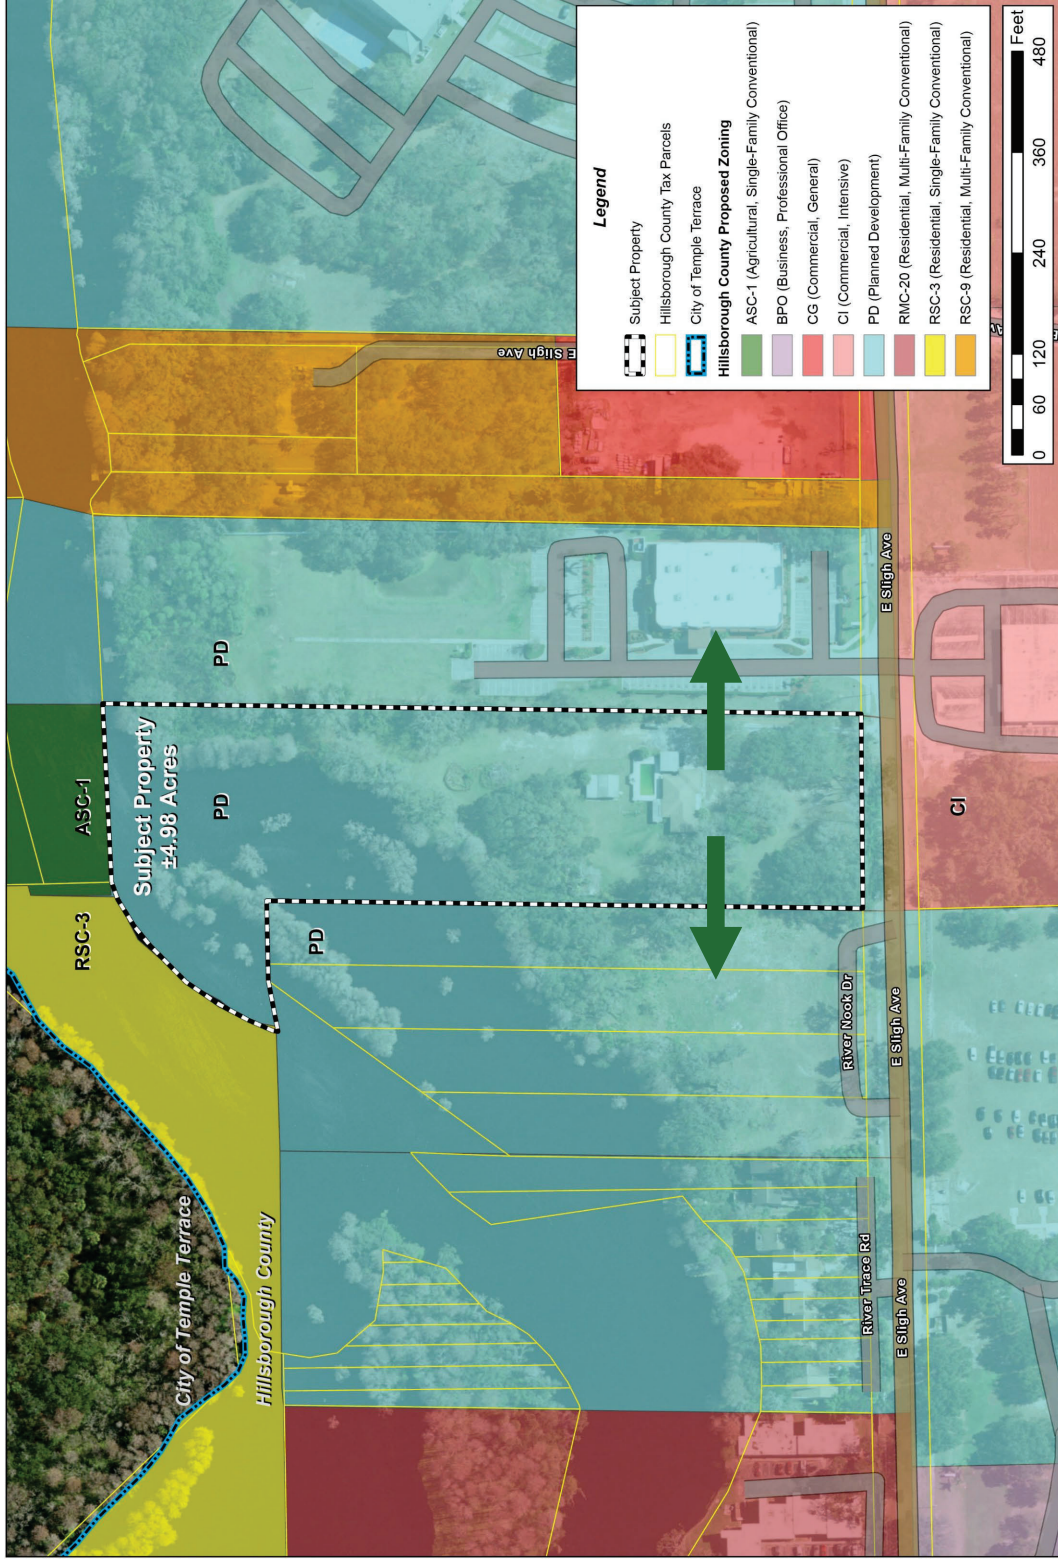 City of Temple Terrace
Hillsborough County
RSC-3
ASC-1
Subject Property
±4.98 Acres
PD
PD
PD
River Nook Dr
River Trace Rd
E Sligh Ave
E Sligh Ave
E Sligh Ave
E Sligh Ave
CI
Legend
Subject Property
Hillsborough County Tax Parcels
City of Temple Terrace
Hillsborough County Proposed Zoning
ASC-1 (Agricultural, Single-Family Conventional)
BPO (Business, Professional Office)
CG (Commercial, General)
CI (Commercial, Intensive)
PD (Planned Development)
RMC-20 (Residential, Multi-Family Conventional)
RSC-3 (Residential, Single-Family Conventional)
RSC-9 (Residential, Multi-Family Conventional)
0 60 120 240 360 480
Feet